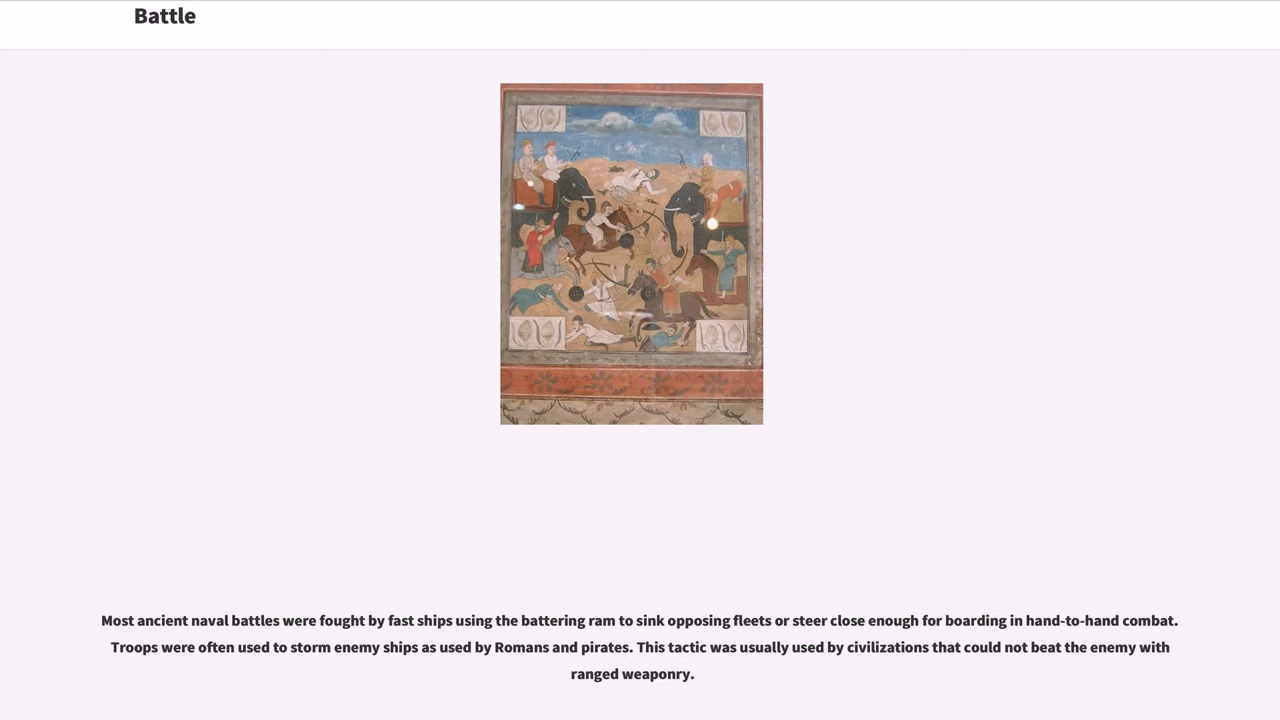 Battle
Most ancient naval battles were fought by fast ships using the battering ram to sink opposing fleets or steer close enough for boarding in hand-to-hand combat.
Troops were often used to storm enemy ships as used by Romans and pirates. This tactic was usually used by civilizations that could not beat the enemy with
ranged weaponry.